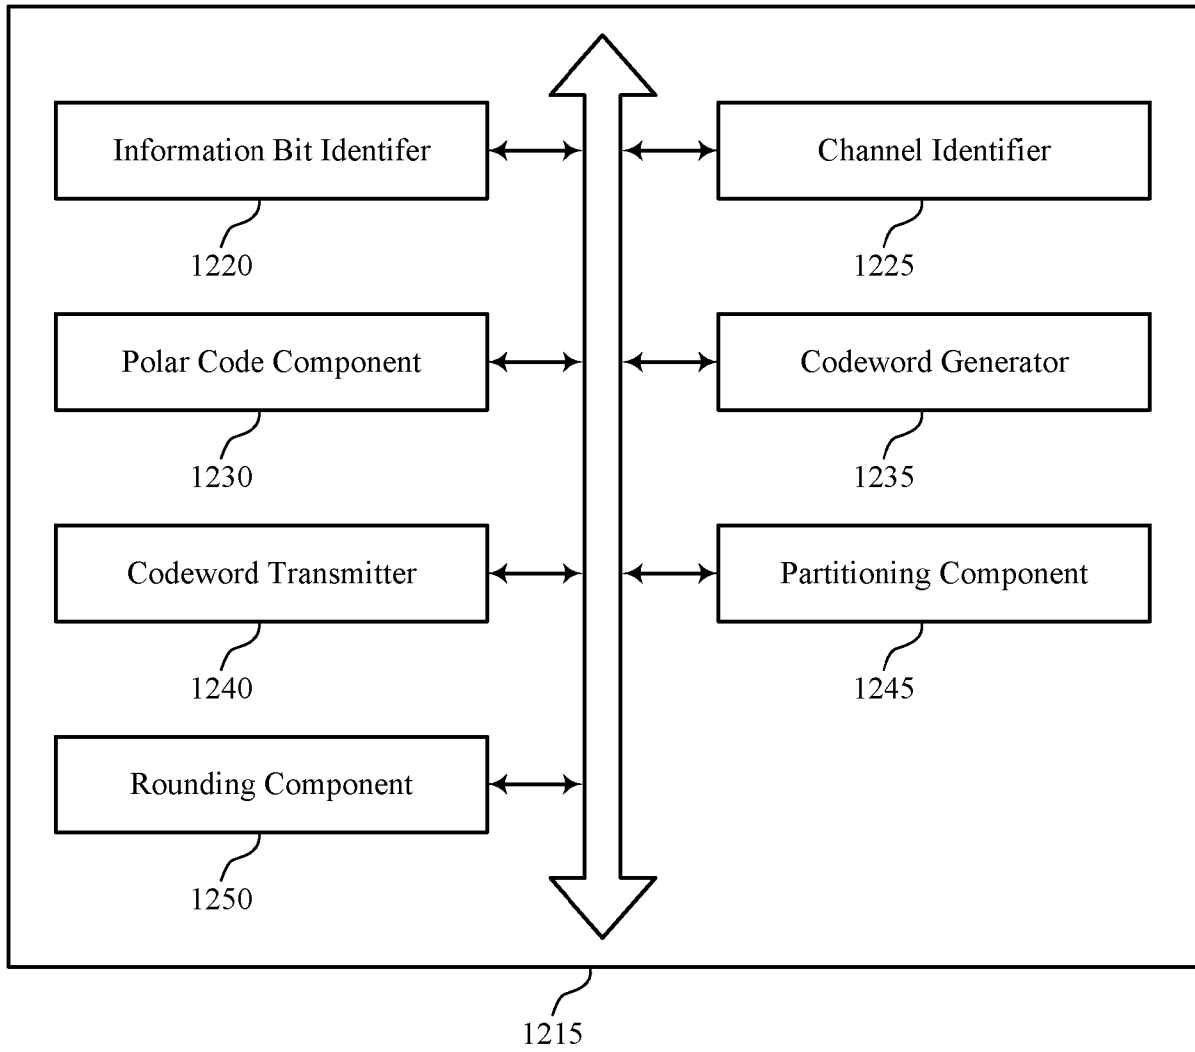 Information Bit Identifer
Channel Identifier
1220
1225
Polar Code Component
Codeword Generator
1230
1235
Codeword Transmitter
Partitioning Component
1240
1245
Rounding Component
1250
1215